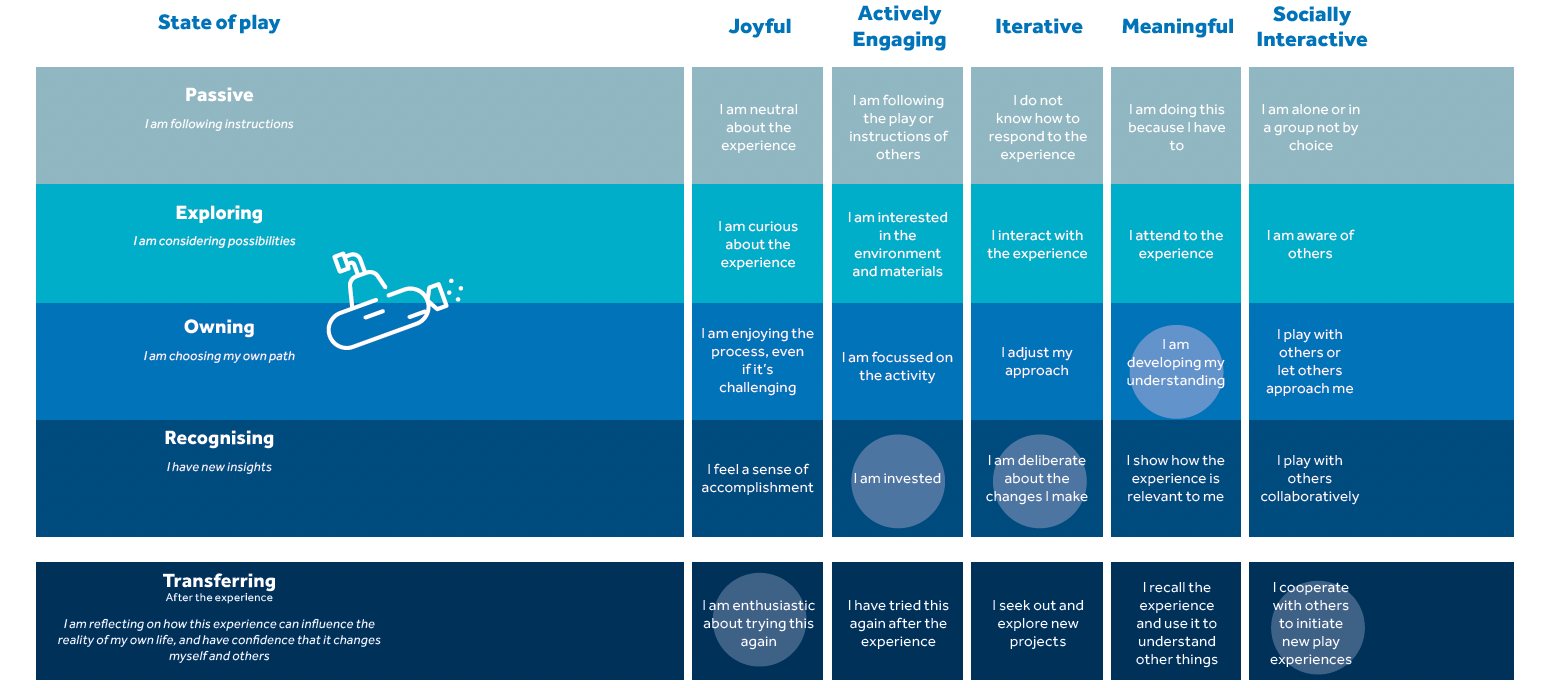 State of play
Joyful
Actively
Engaging
Iterative
Meaningful
Socially
Interactive
Passive
I am following instructions
I am neutral
about the
experience
I am following
the play or
instructions of
others
I do not
know how to
respond to the
experience
I am doing this
because I have
to
I am alone or in
a group not by
choice
Exploring
I am considering possibilities
I am curious
about the
experience
I am interested
in the
environment
and materials
I interact with
the experience
I attend to the
experience
I am aware of
others
Owning
I am choosing my own path
I am enjoying the
process, even
if it's
challenging
I am focussed on
the activity
I adjust my
approach
I am
developing my
understanding
I play with
others or
let others
approach me
Recognising
I have new insights
I feel a sense of
accomplishment
I am invested
I am deliberate
about the
changes I make
I show how the
experience is
relevant to me
I play with
others
collaboratively
Transferring
After the experience
I am reflecting on how this experience can influence the
reality of my own life, and have confidence that it changes
myself and others
I am enthusiastic
about trying this
again
I have tried this
again after the
experience
I seek out and
explore new
projects
I recall the
experience
and use it to
understand
other things
I cooperate
with others
to initiate
new play
experiences